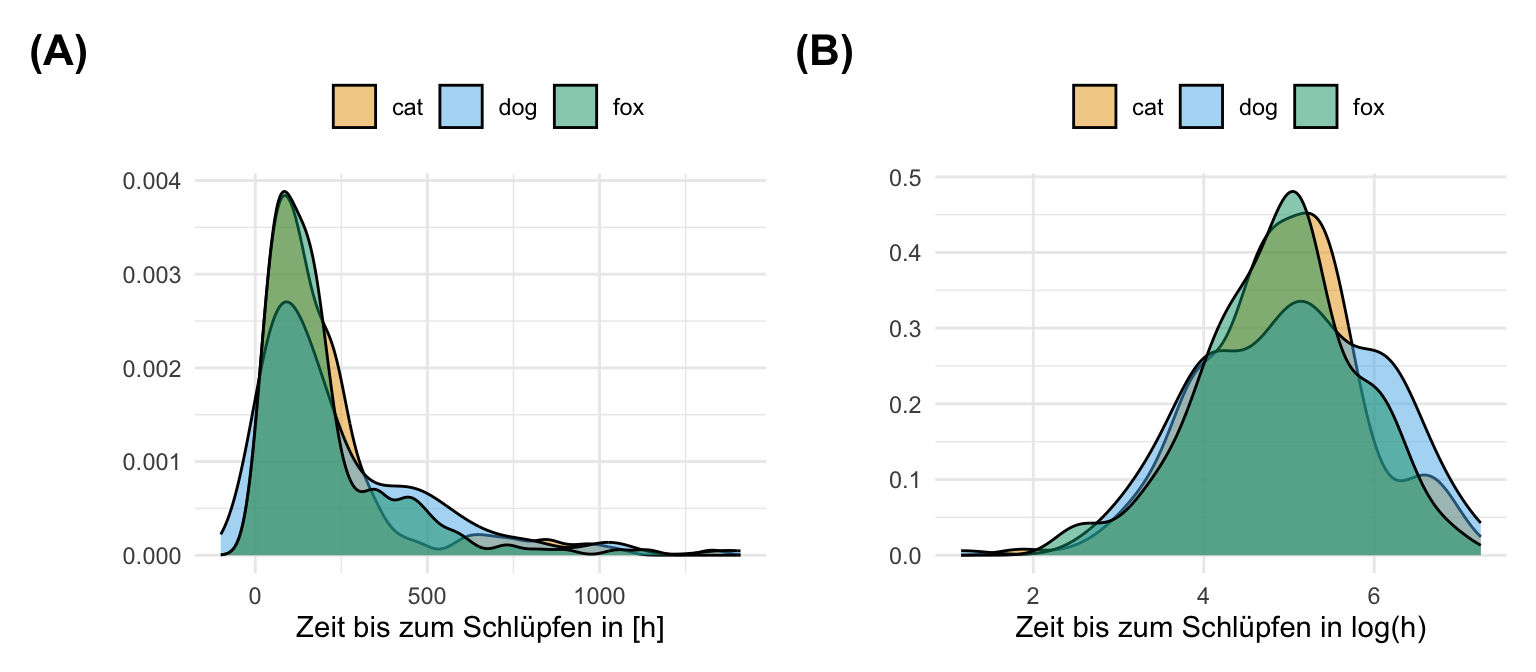 (A)
cat dog fox
0.004
0.003
0.002
0.001
0.000
0 500 1000
Zeit bis zum Schlüpfen in [h]
(B)
cat dog fox
0.5
0.4
0.3
0.2
0.1
0.0
2 4 6
Zeit bis zum Schlüpfen in log(h)